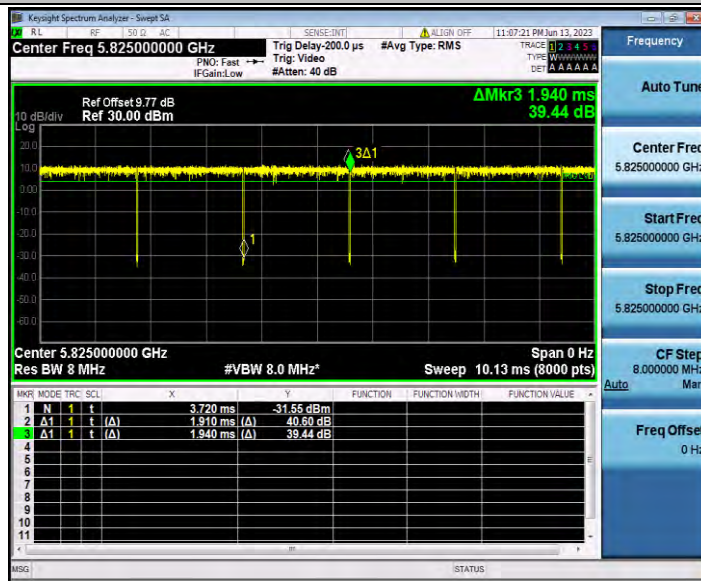 Keysight Spectrum Analyzer - Swept SA
RL RF 50 Ω AC SENSE:INT ALIGN OFF 11:07:21 PM Jun 13, 2023
Center Freq 5.825000000 GHz
PNO: Fast
IFGain:Low
Trig Delay-200.0 µs
Trig: Video
#Atten: 40 dB
#Avg Type: RMS
TRACE 1 2 3 4 5 6
TYPE WWWWWW
DET A A A A A A
ΔMkr3 1.940 ms
39.44 dB
Ref Offset 9.77 dB
10 dB/div Ref 30.00 dBm
Log
20.0
10.0
0.00
-10.0
-20.0
-30.0
-40.0
-50.0
-60.0
3Δ1
1
Center 5.825000000 GHz Span 0 Hz
Res BW 8 MHz #VBW 8.0 MHz* Sweep 10.13 ms (8000 pts)
MKR MODE TRC SCL X Y FUNCTION FUNCTION WIDTH FUNCTION VALUE
1 N 1 t 3.720 ms -31.55 dBm
2 Δ1 1 t (Δ) 1.910 ms (Δ) 40.60 dB
3 Δ1 1 t (Δ) 1.940 ms (Δ) 39.44 dB
4
5
6
7
8
9
10
11
MSG STATUS
Frequency
Auto Tune
Center Freq
5.825000000 GHz
Start Freq
5.825000000 GHz
Stop Freq
5.825000000 GHz
CF Step
8.000000 MHz
Auto Man
Freq Offset
0 Hz